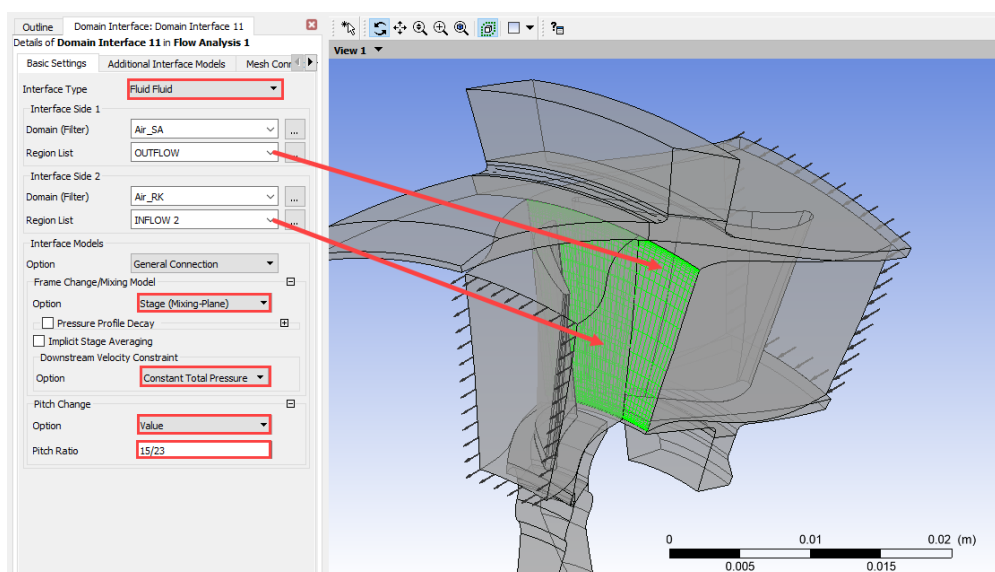 Outline Domain Interface: Domain Interface 11
Details of Domain Interface 11 in Flow Analysis 1
Basic Settings Additional Interface Models Mesh Conr
Interface Type Fluid Fluid
Interface Side 1
Domain (Filter) Air_SA ...
Region List OUTFLOW ...
Interface Side 2
Domain (Filter) Air_RK ...
Region List INFLOW 2 ...
Interface Models
Option General Connection
Frame Change/Mixing Model
Option Stage (Mixing-Plane)
Pressure Profile Decay
Implicit Stage Averaging
Downstream Velocity Constraint
Option Constant Total Pressure
Pitch Change
Option Value
Pitch Ratio 15/23
View 1
0 0.01 0.02 (m)
0.005 0.015